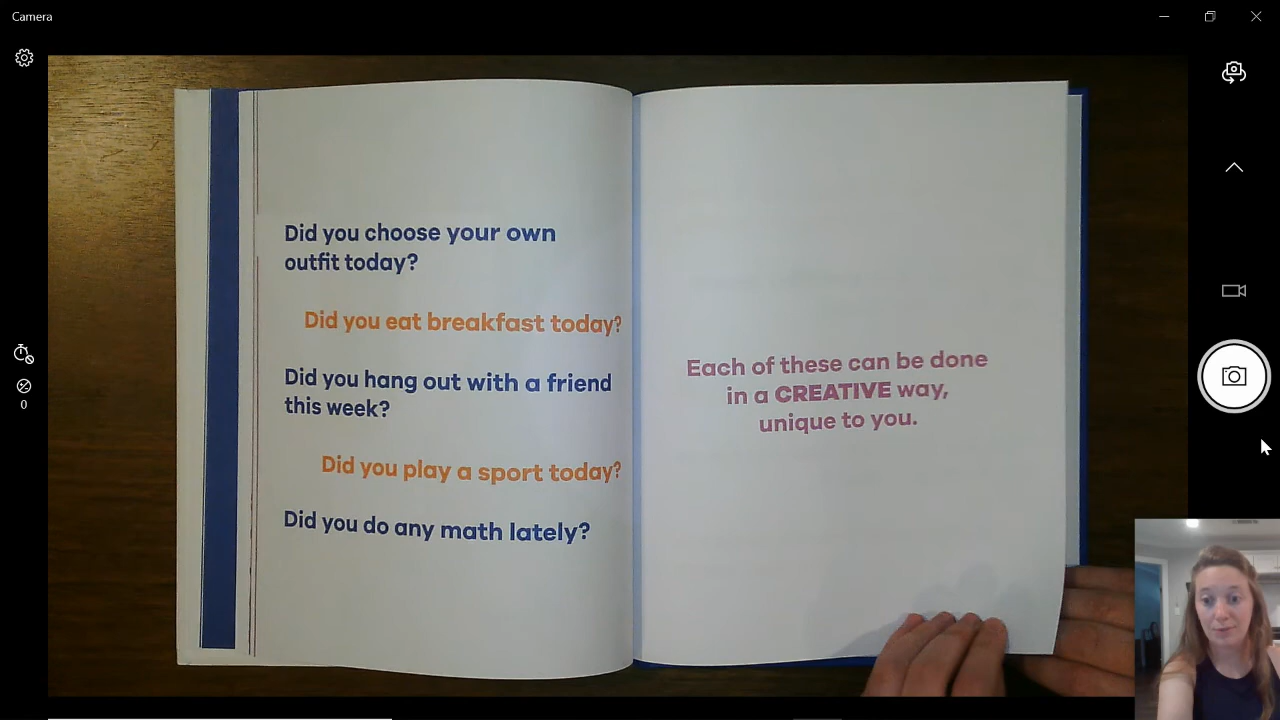 Camera
Did you choose your own
outfit today?
Did you eat breakfast today?
Did you hang out with a friend
this week?
Did you play a sport today?
Did you do any math lately?
Each of these can be done
in a CREATIVE way,
unique to you.
0